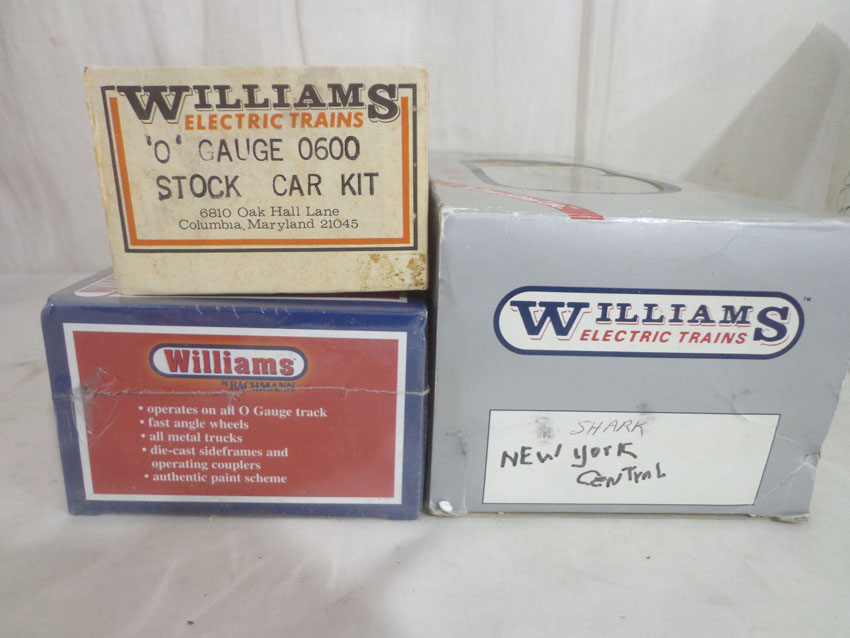 WILLIAMS
ELECTRIC TRAINS
'O' GAUGE 0600
STOCK CAR KIT
6810 Oak Hall Lane
Columbia, Maryland 21045
Williams
BY BACHMANN
• operates on all O Gauge track
• fast angle wheels
• all metal trucks
• die-cast sideframes and
operating couplers
• authentic paint scheme
WILLIAMS™
ELECTRIC TRAINS
SHARK
NEW YORK
CENTRAL